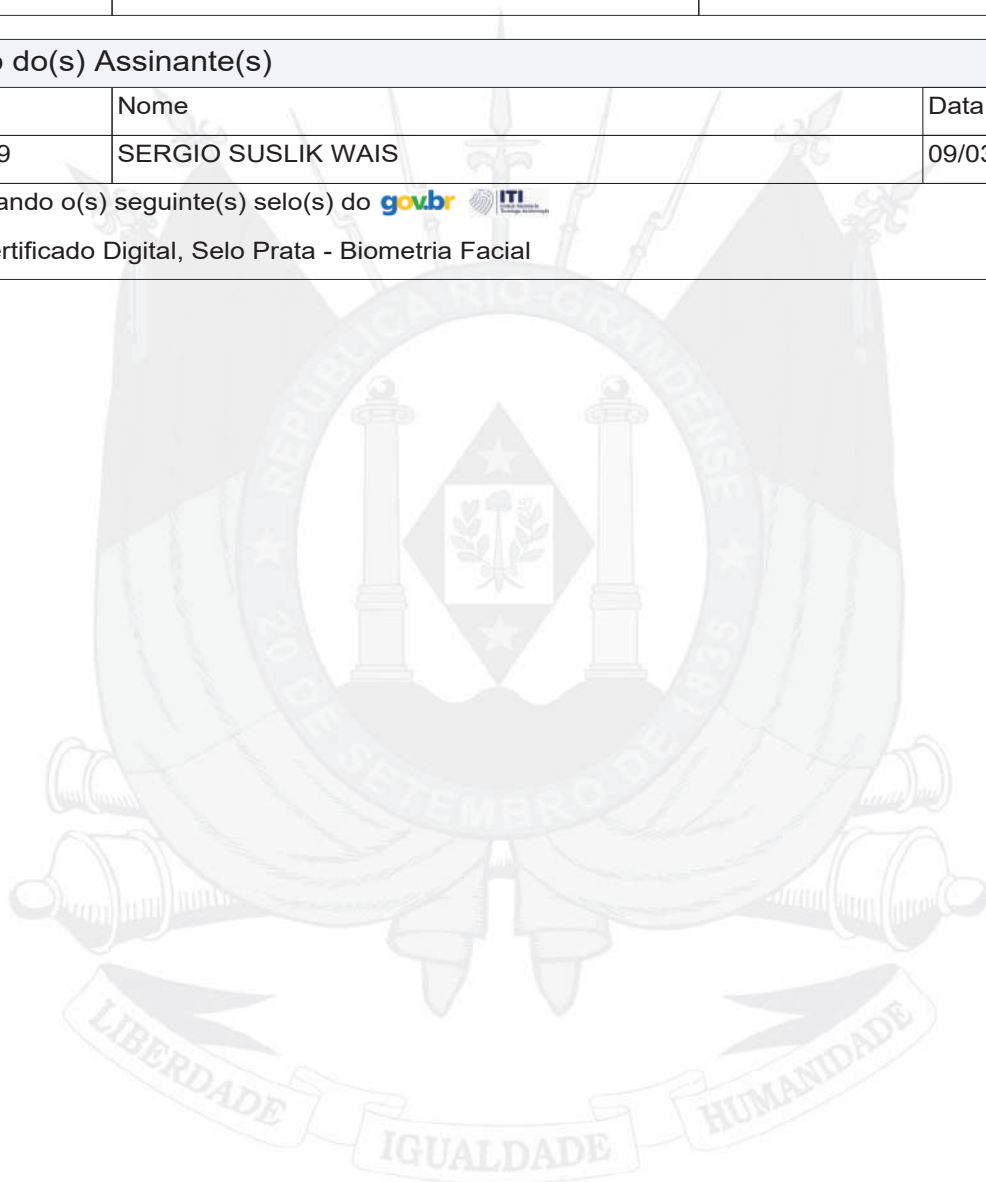 o do(s) Assinante(s)
Nome Data
9 SERGIO SUSLIK WAIS 09/03
ando o(s) seguinte(s) selo(s) do gov.br ITI
ertificado Digital, Selo Prata - Biometria Facial
REPÚBLICA RIO-GRANDENSE
20 DE SETEMBRO DE 1835
LIBERDADE IGUALDADE HUMANIDADE